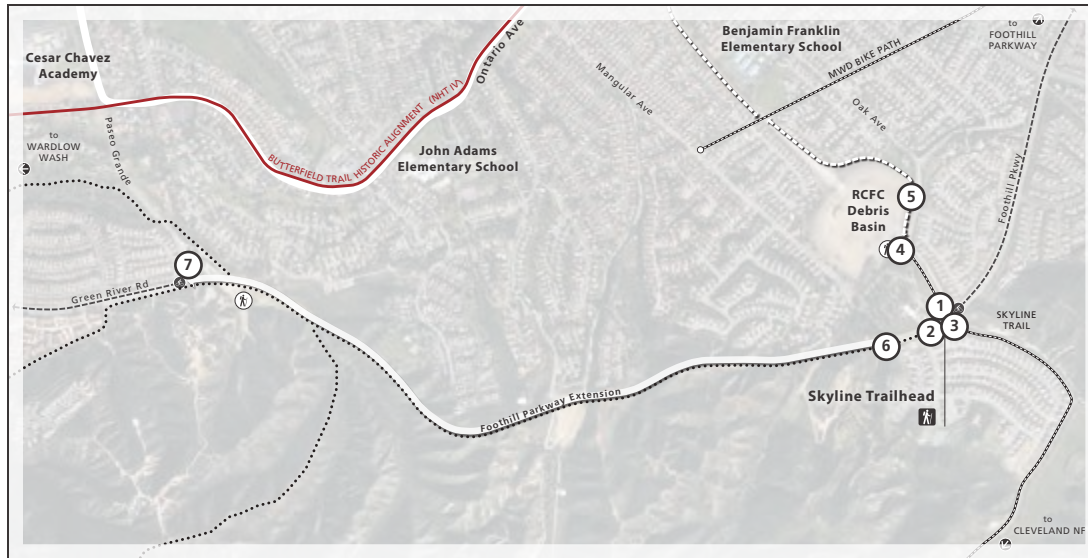 Cesar Chavez
Academy
to
WARDLOW
WASH
Paseo Grande
BUTTERFIELD TRAIL HISTORIC ALIGNMENT (NHT IV)
Ontario Ave
John Adams
Elementary School
Mangular Ave
Benjamin Franklin
Elementary School
MWD BIKE PATH
Oak Ave
to
FOOTHILL
PARKWAY
Foothill Pkwy
RCFC
Debris
Basin
5
4
7
Green River Rd
1
2
3
6
SKYLINE
TRAIL
Foothill Parkway Extension
Skyline Trailhead
to
CLEVELAND NF